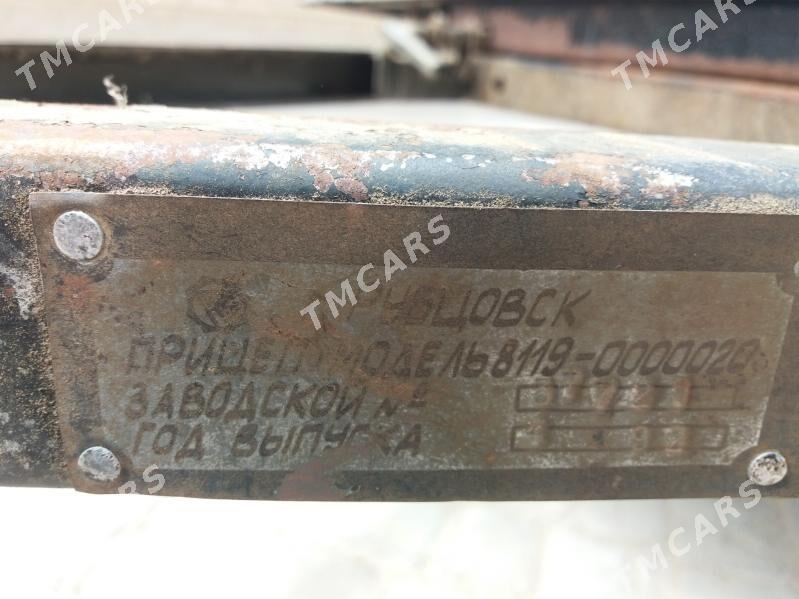 TMCARS TMCARS
TMCARS
Г. РУБЦОВСК
ПРИЦЕП МОДЕЛЬ 8119-0000020
ЗАВОДСКОЙ №
ГОД ВЫПУСКА
TMCARS TMCARS